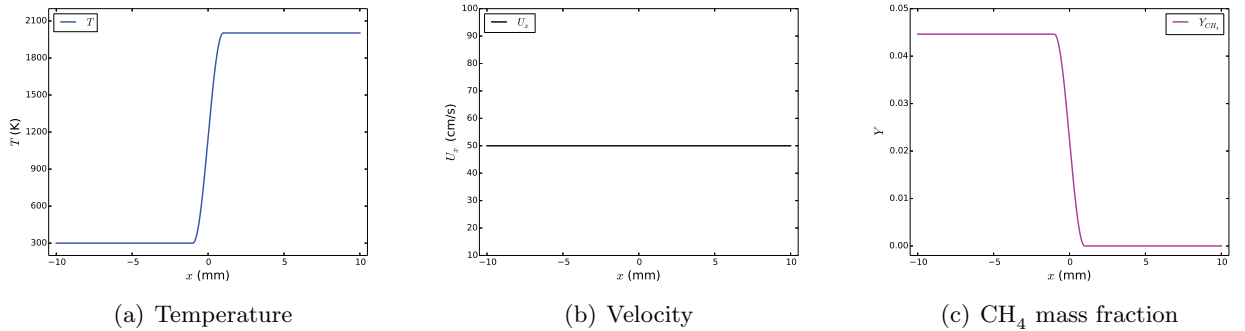 2100
1800
1500
1200
900
600
300
T (K)
T
−10 −5 0 5 10
x (mm)
(a) Temperature
100
90
80
70
60
50
40
30
20
10
U_x (cm/s)
U_x
−10 −5 0 5 10
x (mm)
(b) Velocity
0.05
0.04
0.03
0.02
0.01
0.00
Y
Y_{CH_4}
−10 −5 0 5 10
x (mm)
(c) CH₄ mass fraction